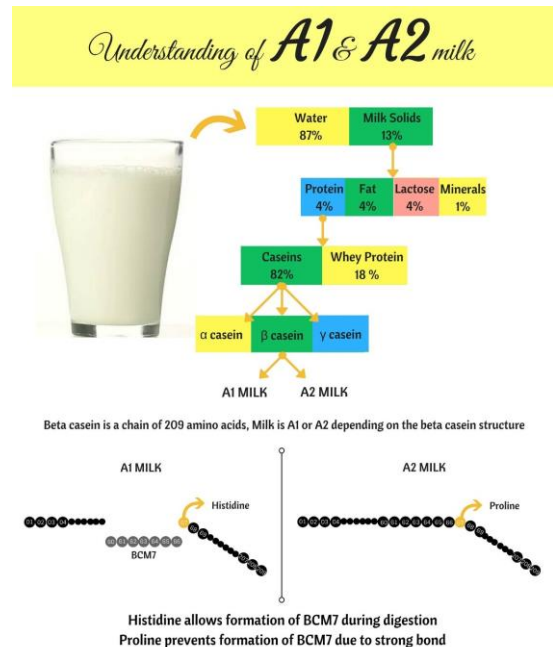 Understanding of A1 & A2 milk
Water
87%
Milk Solids
13%
Protein
4%
Fat
4%
Lactose
4%
Minerals
1%
Caseins
82%
Whey Protein
18 %
α casein
β casein
γ casein
A1 MILK
A2 MILK
Beta casein is a chain of 209 amino acids, Milk is A1 or A2 depending on the beta casein structure
A1 MILK
Histidine
BCM7
A2 MILK
Proline
Histidine allows formation of BCM7 during digestion
Proline prevents formation of BCM7 due to strong bond